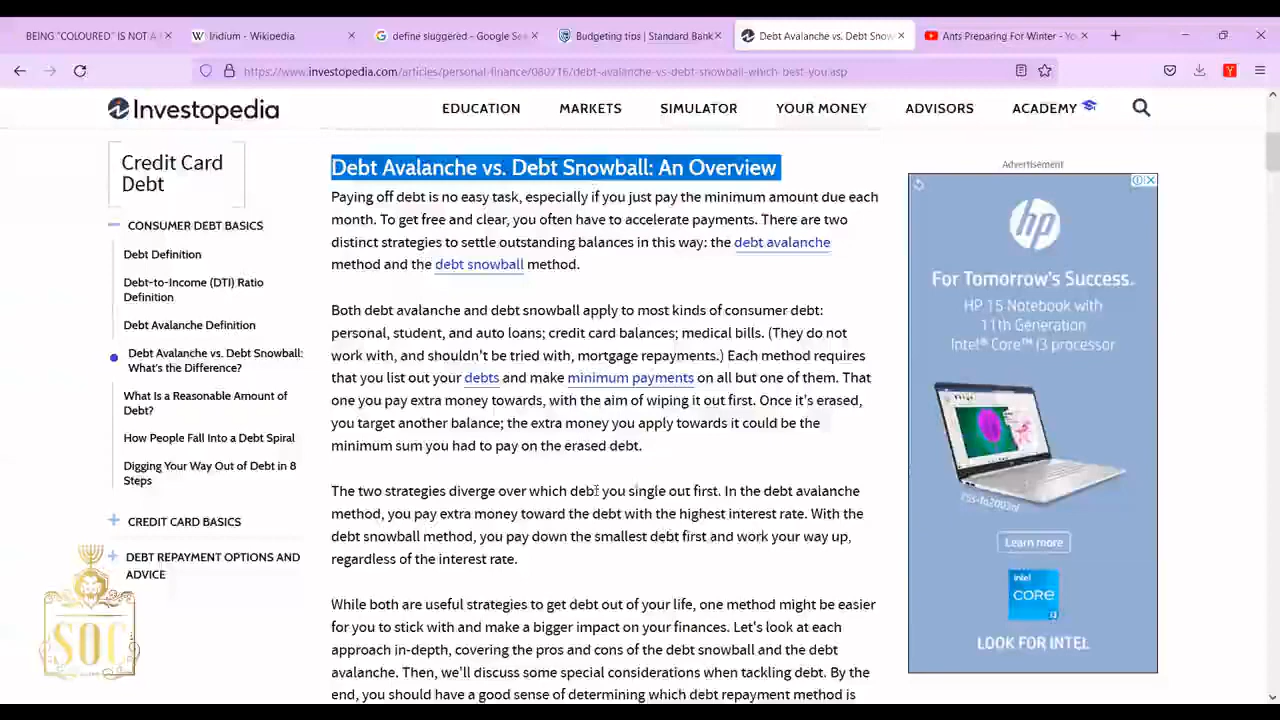 BEING "COLOURED" IS NOT A
Iridium - Wikipedia
define sluggered - Google Se
Budgeting tips | Standard Bank
Debt Avalanche vs. Debt Snow
Ants Preparing For Winter - Yo
https://www.investopedia.com/articles/personal-finance/080716/debt-avalanche-vs-debt-snowball-which-best-you.asp
Investopedia
EDUCATION
MARKETS
SIMULATOR
YOUR MONEY
ADVISORS
ACADEMY
Credit Card
Debt
CONSUMER DEBT BASICS
Debt Definition
Debt-to-Income (DTI) Ratio
Definition
Debt Avalanche Definition
Debt Avalanche vs. Debt Snowball:
What's the Difference?
What Is a Reasonable Amount of
Debt?
How People Fall Into a Debt Spiral
Digging Your Way Out of Debt in 8
Steps
CREDIT CARD BASICS
DEBT REPAYMENT OPTIONS AND
ADVICE
SOC
Debt Avalanche vs. Debt Snowball: An Overview
Paying off debt is no easy task, especially if you just pay the minimum amount due each
month. To get free and clear, you often have to accelerate payments. There are two
distinct strategies to settle outstanding balances in this way: the debt avalanche
method and the debt snowball method.
Both debt avalanche and debt snowball apply to most kinds of consumer debt:
personal, student, and auto loans; credit card balances; medical bills. (They do not
work with, and shouldn't be tried with, mortgage repayments.) Each method requires
that you list out your debts and make minimum payments on all but one of them. That
one you pay extra money towards, with the aim of wiping it out first. Once it's erased,
you target another balance; the extra money you apply towards it could be the
minimum sum you had to pay on the erased debt.
The two strategies diverge over which debt you single out first. In the debt avalanche
method, you pay extra money toward the debt with the highest interest rate. With the
debt snowball method, you pay down the smallest debt first and work your way up,
regardless of the interest rate.
While both are useful strategies to get debt out of your life, one method might be easier
for you to stick with and make a bigger impact on your finances. Let's look at each
approach in-depth, covering the pros and cons of the debt snowball and the debt
avalanche. Then, we'll discuss some special considerations when tackling debt. By the
end, you should have a good sense of determining which debt repayment method is
Advertisement
hp
For Tomorrow's Success.
HP 15 Notebook with
11th Generation
Intel® Core™ i3 processor
15s-fq2003nf
Learn more
intel
CORE
i3
LOOK FOR INTEL